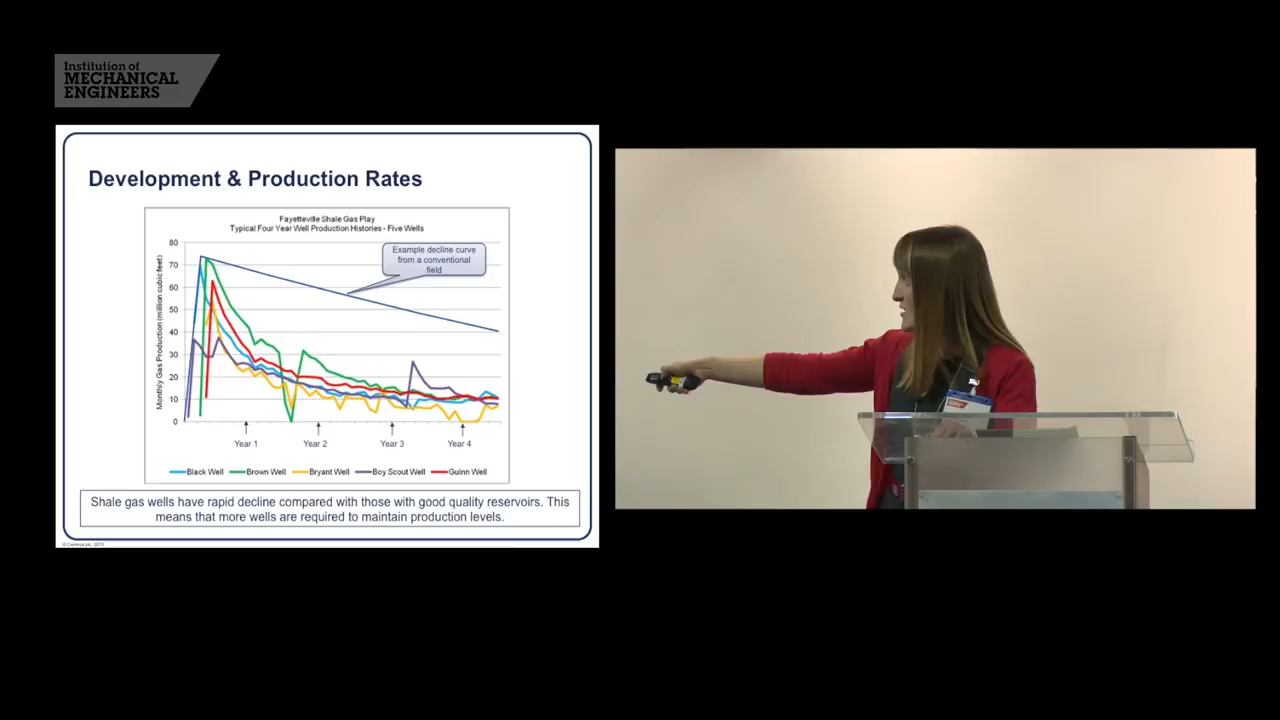 Institution of
MECHANICAL
ENGINEERS
Development & Production Rates
Fayetteville Shale Gas Play
Typical Four Year Well Production Histories - Five Wells
Example decline curve
from a conventional
field
Monthly Gas Production (million cubic feet)
80
70
60
50
40
30
20
10
0
Year 1 Year 2 Year 3 Year 4
Black Well Brown Well Bryant Well Boy Scout Well Guinn Well
Shale gas wells have rapid decline compared with those with good quality reservoirs. This
means that more wells are required to maintain production levels.